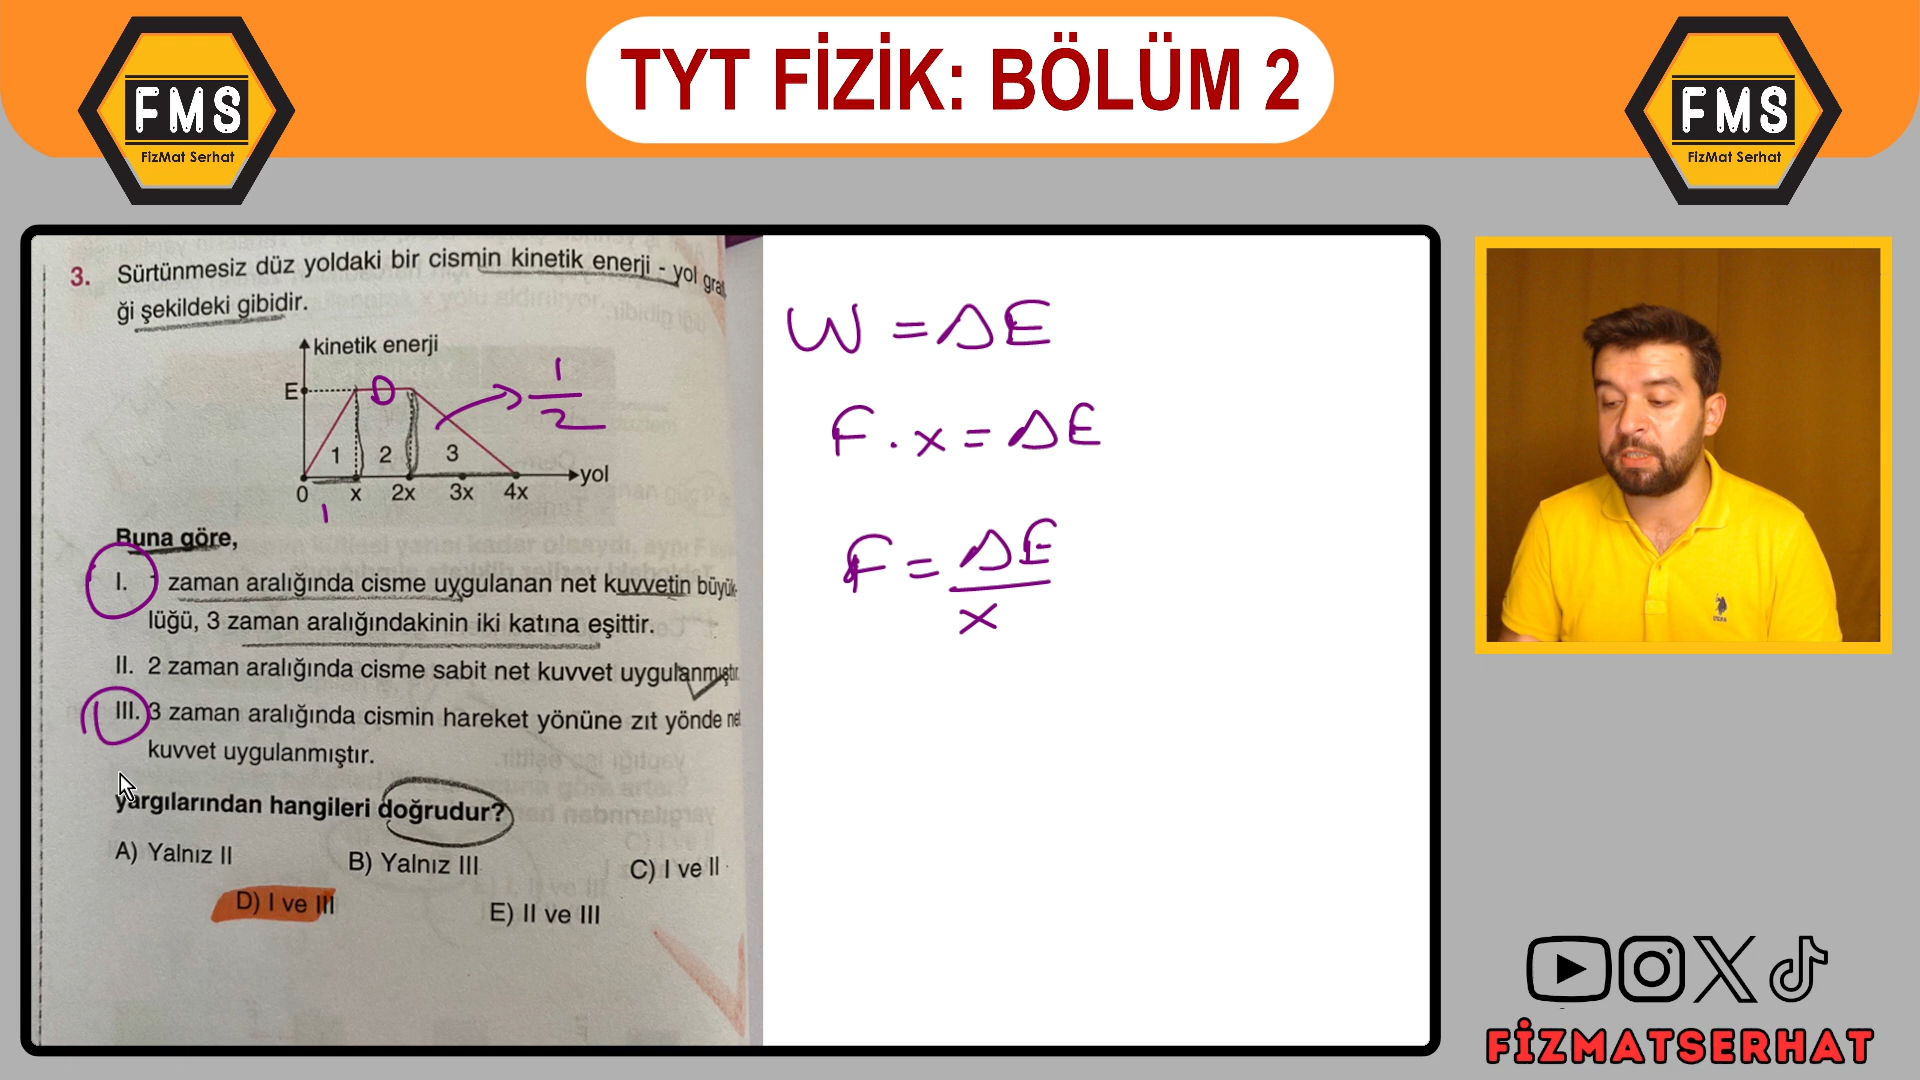 FMS
FizMat Serhat
TYT FİZİK: BÖLÜM 2
FMS
FizMat Serhat
3. Sürtünmesiz düz yoldaki bir cismin kinetik enerji - yol gra
ği şekildeki gibidir.
kinetik enerji
E
0
1
2
1 2 3
yol
0 x 2x 3x 4x
1
Buna göre,
I. 1 zaman aralığında cisme uygulanan net kuvvetin büyük-
lüğü, 3 zaman aralığındakinin iki katına eşittir.
II. 2 zaman aralığında cisme sabit net kuvvet uygulanmıştır.
III. 3 zaman aralığında cismin hareket yönüne zıt yönde net
kuvvet uygulanmıştır.
yargılarından hangileri doğrudur?
A) Yalnız II B) Yalnız III C) I ve II
D) I ve III E) II ve III
W = ΔE
F . x = ΔE
F = ΔE
x
FİZMATSERHAT